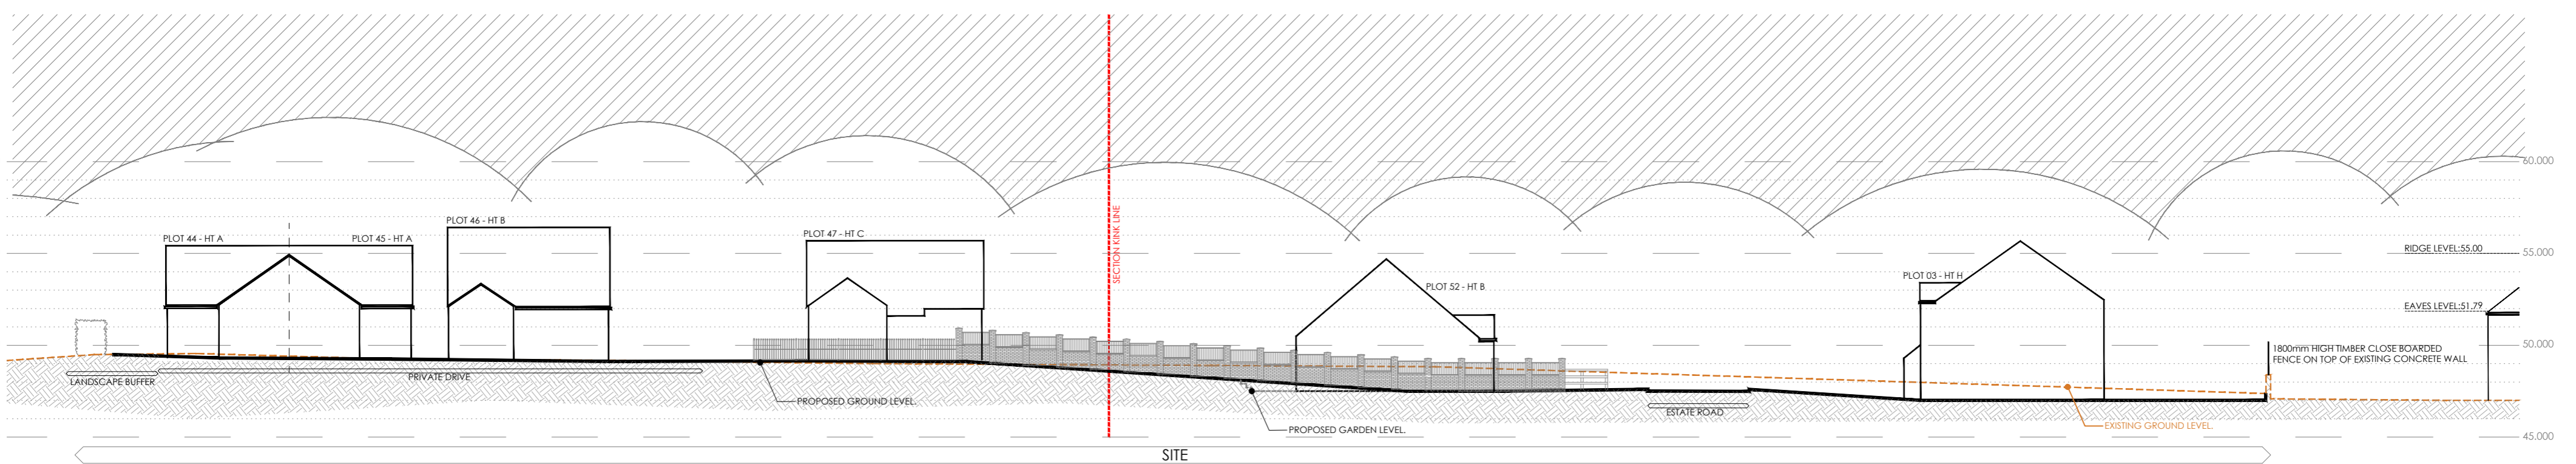 60.000
PLOT 46 - HT B
PLOT 44 - HT A
PLOT 45 - HT A
PLOT 47 - HT C
SECTION KINK LINE
RIDGE LEVEL:55.00
55.000
PLOT 03 - HT H
PLOT 52 - HT B
EAVES LEVEL:51.79
50.000
1800mm HIGH TIMBER CLOSE BOARDED
FENCE ON TOP OF EXISTING CONCRETE WALL
LANDSCAPE BUFFER
PRIVATE DRIVE
PROPOSED GROUND LEVEL.
ESTATE ROAD
PROPOSED GARDEN LEVEL.
EXISTING GROUND LEVEL.
45.000
SITE